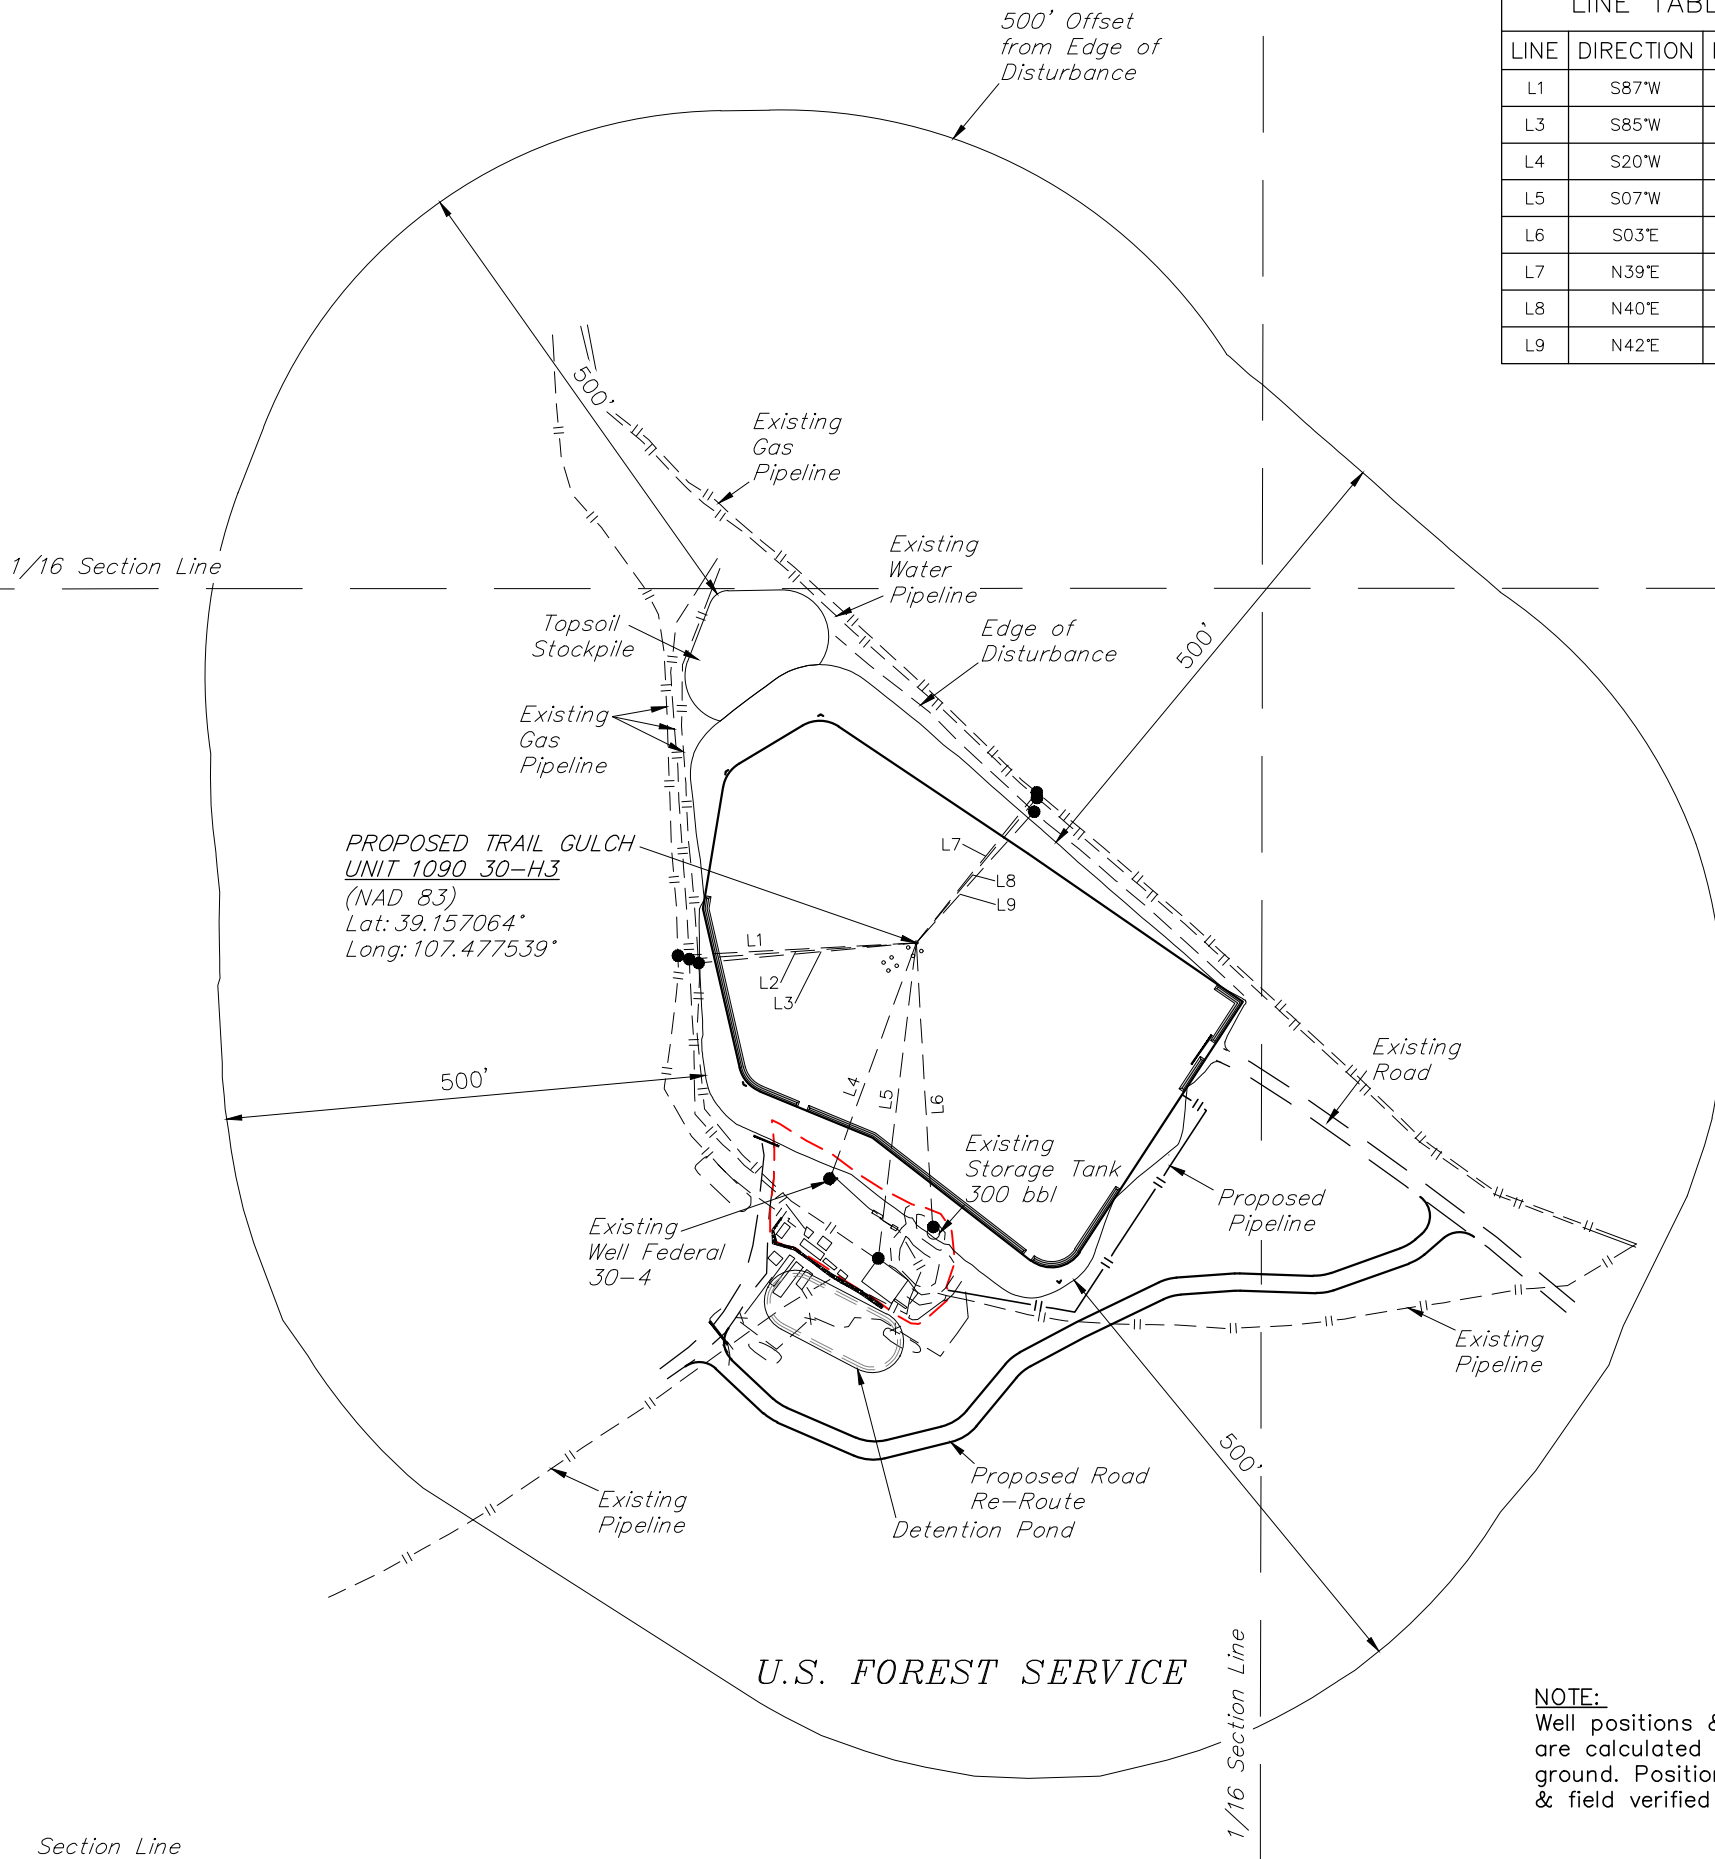 500' Offset
from Edge of
Disturbance
LINE
LINE DIRECTION
L1 S87°W
L3 S85°W
L4 S20°W
L5 S07°W
L6 S03°E
L7 N39°E
L8 N40°E
L9 N42°E
500'
Existing
Gas
Pipeline
1/16 Section Line
Existing
Water
Pipeline
Topsoil
Stockpile
Edge of
Disturbance
500'
Existing
Gas
Pipeline
PROPOSED TRAIL GULCH
UNIT 1090 30-H3
(NAD 83)
Lat: 39.157064°
Long: 107.477539°
L7
L8
L9
L1
L2
L3
L4
L5
L6
500'
Existing
Road
Existing
Storage Tank
300 bbl
Proposed
Pipeline
Existing
Well Federal
30-4
Existing
Pipeline
500'
Proposed Road
Re-Route
Detention Pond
Existing
Pipeline
U.S. FOREST SERVICE
1/16 Section Line
NOTE:
Well positions &
are calculated
ground.
& field verified
Section Line